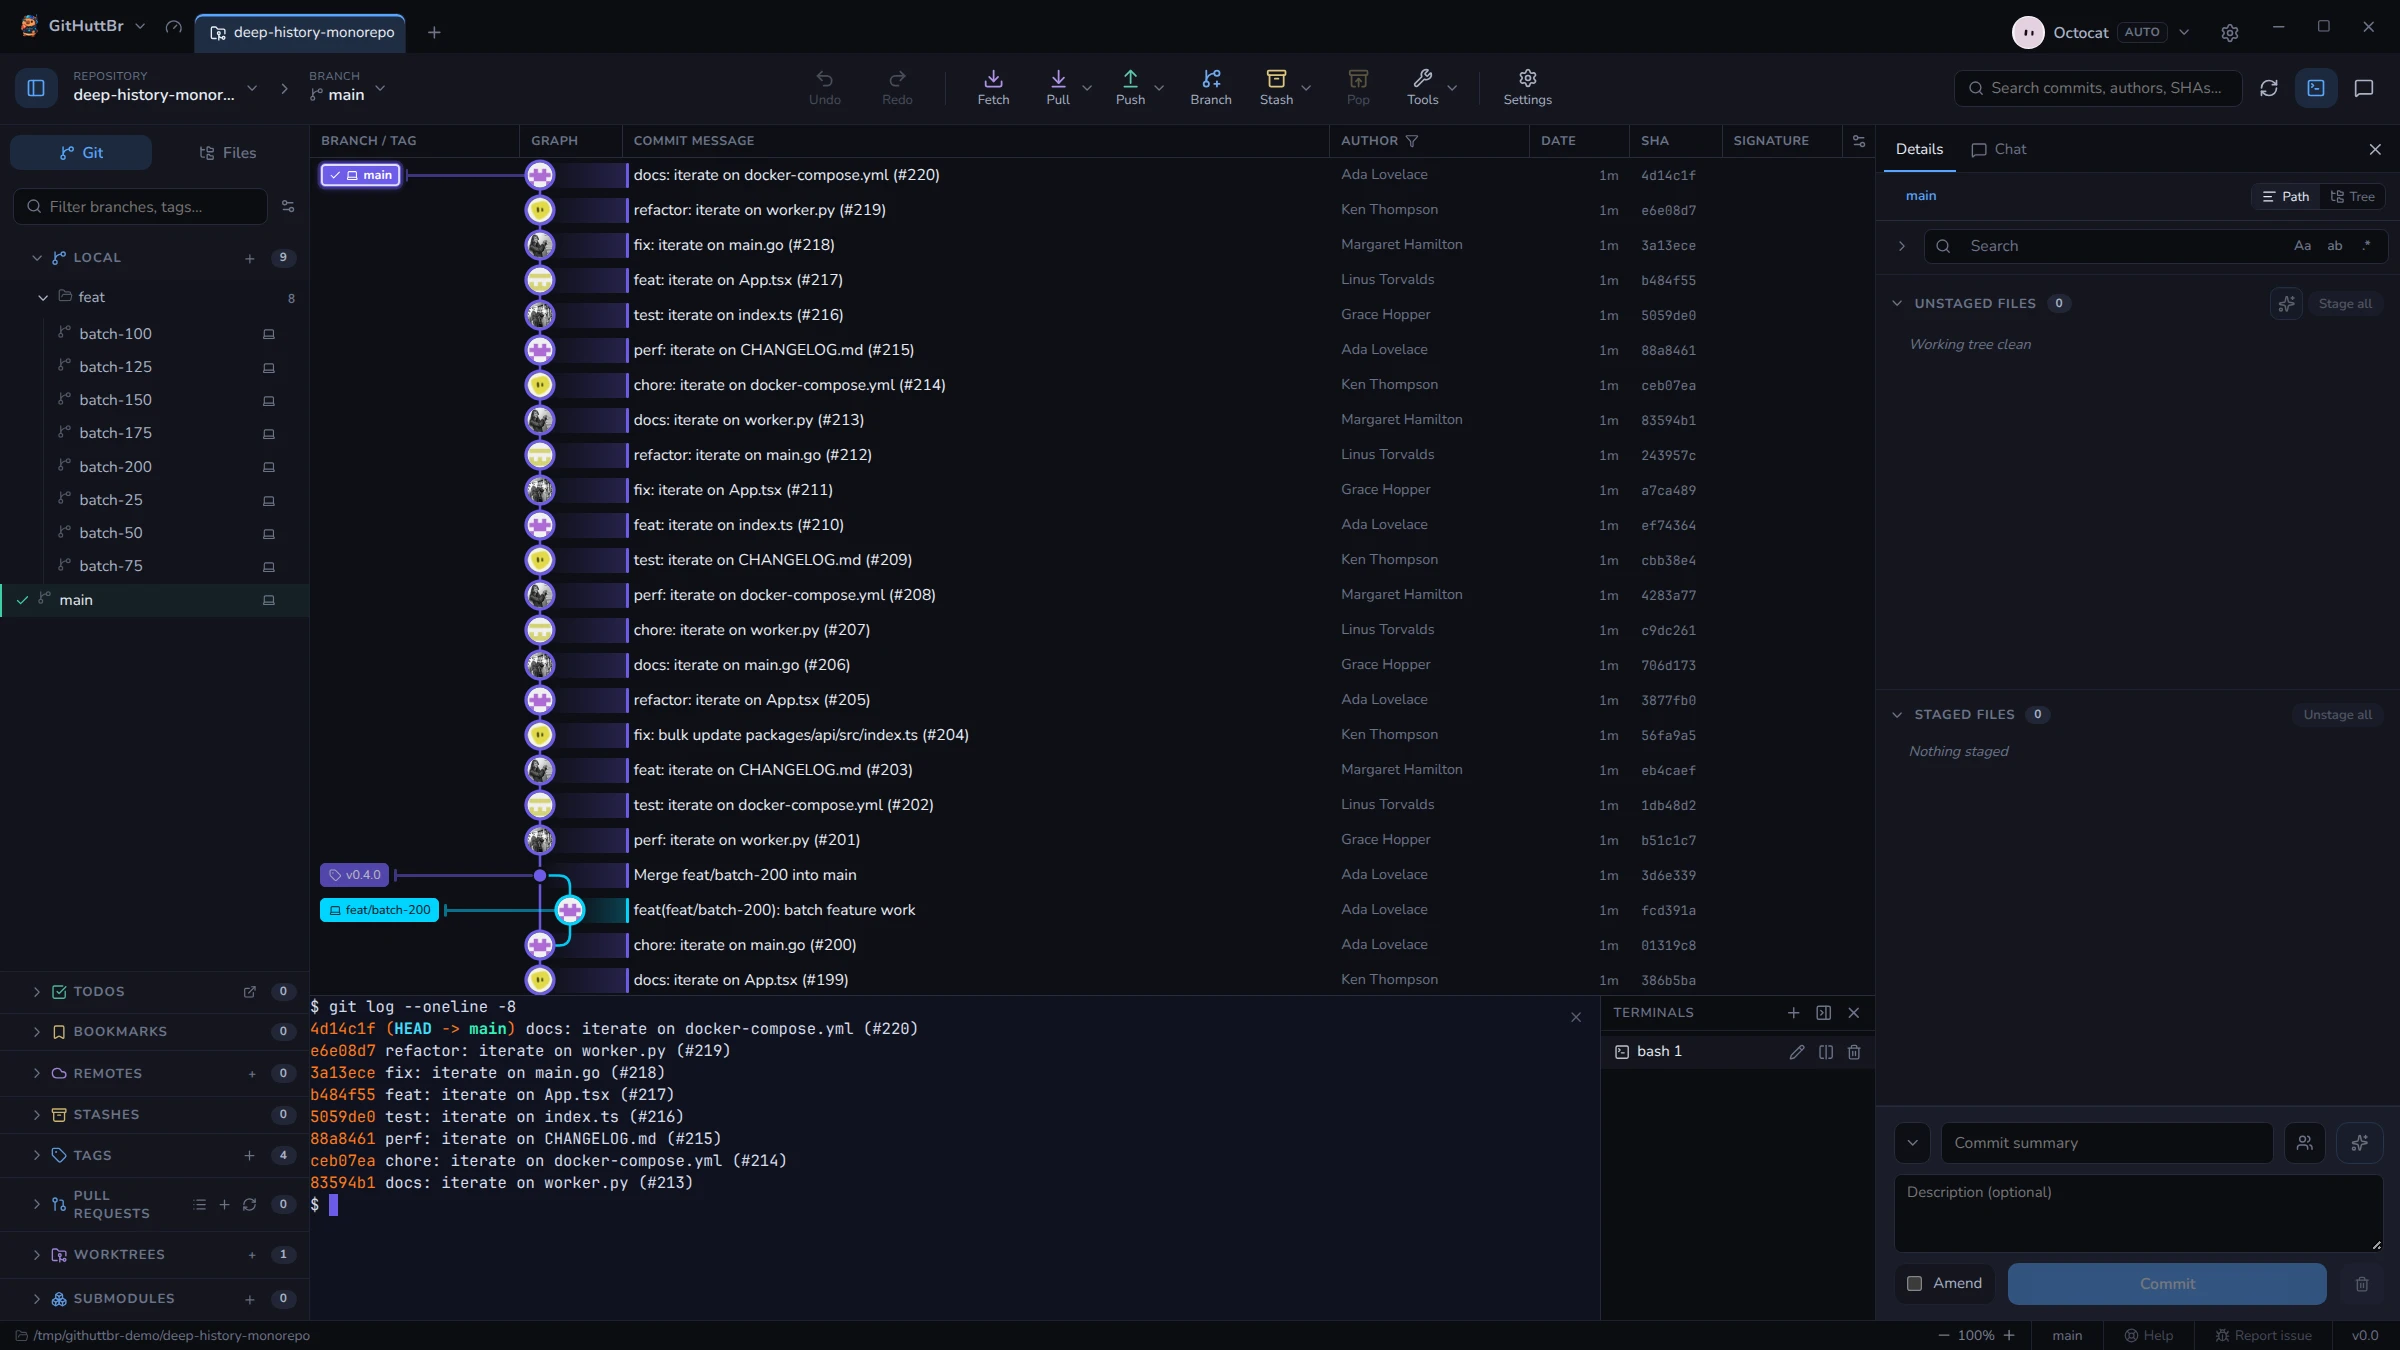 GitHuttBr
deep-history-monorepo
Octocat AUTO
REPOSITORY
deep-history-monor...
BRANCH
main
Undo
Redo
Fetch
Pull
Push
Branch
Stash
Pop
Tools
Settings
Search commits, authors, SHAs...
Git
Files
Filter branches, tags...
LOCAL 9
feat 8
batch-100
batch-125
batch-150
batch-175
batch-200
batch-25
batch-50
batch-75
main
TODOS 0
BOOKMARKS 0
REMOTES 0
STASHES 0
TAGS 4
PULL REQUESTS 0
WORKTREES 1
SUBMODULES 0
BRANCH / TAG GRAPH COMMIT MESSAGE AUTHOR DATE SHA SIGNATURE
main docs: iterate on docker-compose.yml (#220) Ada Lovelace 1m 4d14c1f
refactor: iterate on worker.py (#219) Ken Thompson 1m e6e08d7
fix: iterate on main.go (#218) Margaret Hamilton 1m 3a13ece
feat: iterate on App.tsx (#217) Linus Torvalds 1m b484f55
test: iterate on index.ts (#216) Grace Hopper 1m 5059de0
perf: iterate on CHANGELOG.md (#215) Ada Lovelace 1m 88a8461
chore: iterate on docker-compose.yml (#214) Ken Thompson 1m ceb07ea
docs: iterate on worker.py (#213) Margaret Hamilton 1m 83594b1
refactor: iterate on main.go (#212) Linus Torvalds 1m 243957c
fix: iterate on App.tsx (#211) Grace Hopper 1m a7ca489
feat: iterate on index.ts (#210) Ada Lovelace 1m ef74364
test: iterate on CHANGELOG.md (#209) Ken Thompson 1m cbb38e4
perf: iterate on docker-compose.yml (#208) Margaret Hamilton 1m 4283a77
chore: iterate on worker.py (#207) Linus Torvalds 1m c9dc261
docs: iterate on main.go (#206) Grace Hopper 1m 706d173
refactor: iterate on App.tsx (#205) Ada Lovelace 1m 3877fb0
fix: bulk update packages/api/src/index.ts (#204) Ken Thompson 1m 56fa9a5
feat: iterate on CHANGELOG.md (#203) Margaret Hamilton 1m eb4caef
test: iterate on docker-compose.yml (#202) Linus Torvalds 1m 1db48d2
perf: iterate on worker.py (#201) Grace Hopper 1m b51c1c7
v0.4.0 Merge feat/batch-200 into main Ada Lovelace 1m 3d6e339
feat/batch-200 feat(feat/batch-200): batch feature work Ada Lovelace 1m fcd391a
chore: iterate on main.go (#200) Ada Lovelace 1m 01319c8
docs: iterate on App.tsx (#199) Ken Thompson 1m 386b5ba
$ git log --oneline -8
4d14c1f (HEAD -> main) docs: iterate on docker-compose.yml (#220)
e6e08d7 refactor: iterate on worker.py (#219)
3a13ece fix: iterate on main.go (#218)
b484f55 feat: iterate on App.tsx (#217)
5059de0 test: iterate on index.ts (#216)
88a8461 perf: iterate on CHANGELOG.md (#215)
ceb07ea chore: iterate on docker-compose.yml (#214)
83594b1 docs: iterate on worker.py (#213)
$
TERMINALS
bash 1
Details
Chat
main
Path
Tree
Search Aa ab .*
UNSTAGED FILES 0
Stage all
Working tree clean
STAGED FILES 0
Unstage all
Nothing staged
Commit summary
Description (optional)
Amend
Commit
/tmp/githuttbr-demo/deep-history-monorepo
100%
main
Help
Report issue
v0.0